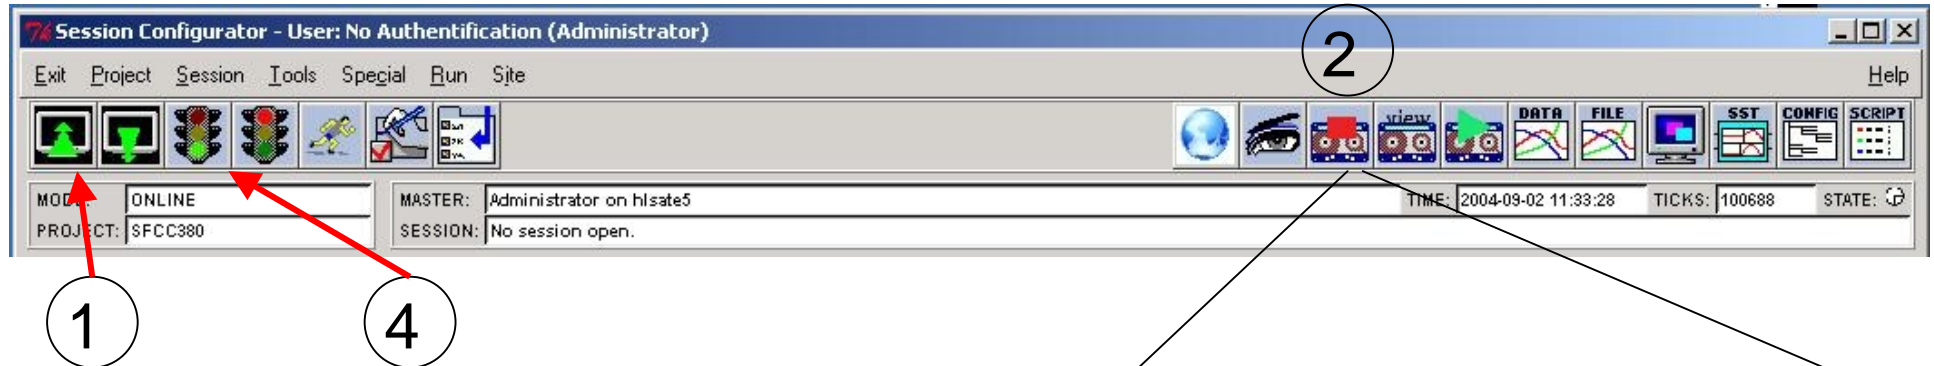 Session Configurator - User: No Authentification (Administrator)
2
Exit Project Session Tools Special Run Site Help
view DATA FILE SST CONFIG SCRIPT
MODE: ONLINE MASTER: Administrator on hlsate5 TIME: 2004-09-02 11:33:28 TICKS: 100688 STATE:
PROJECT: SFCC380 SESSION: No session open.
1 4